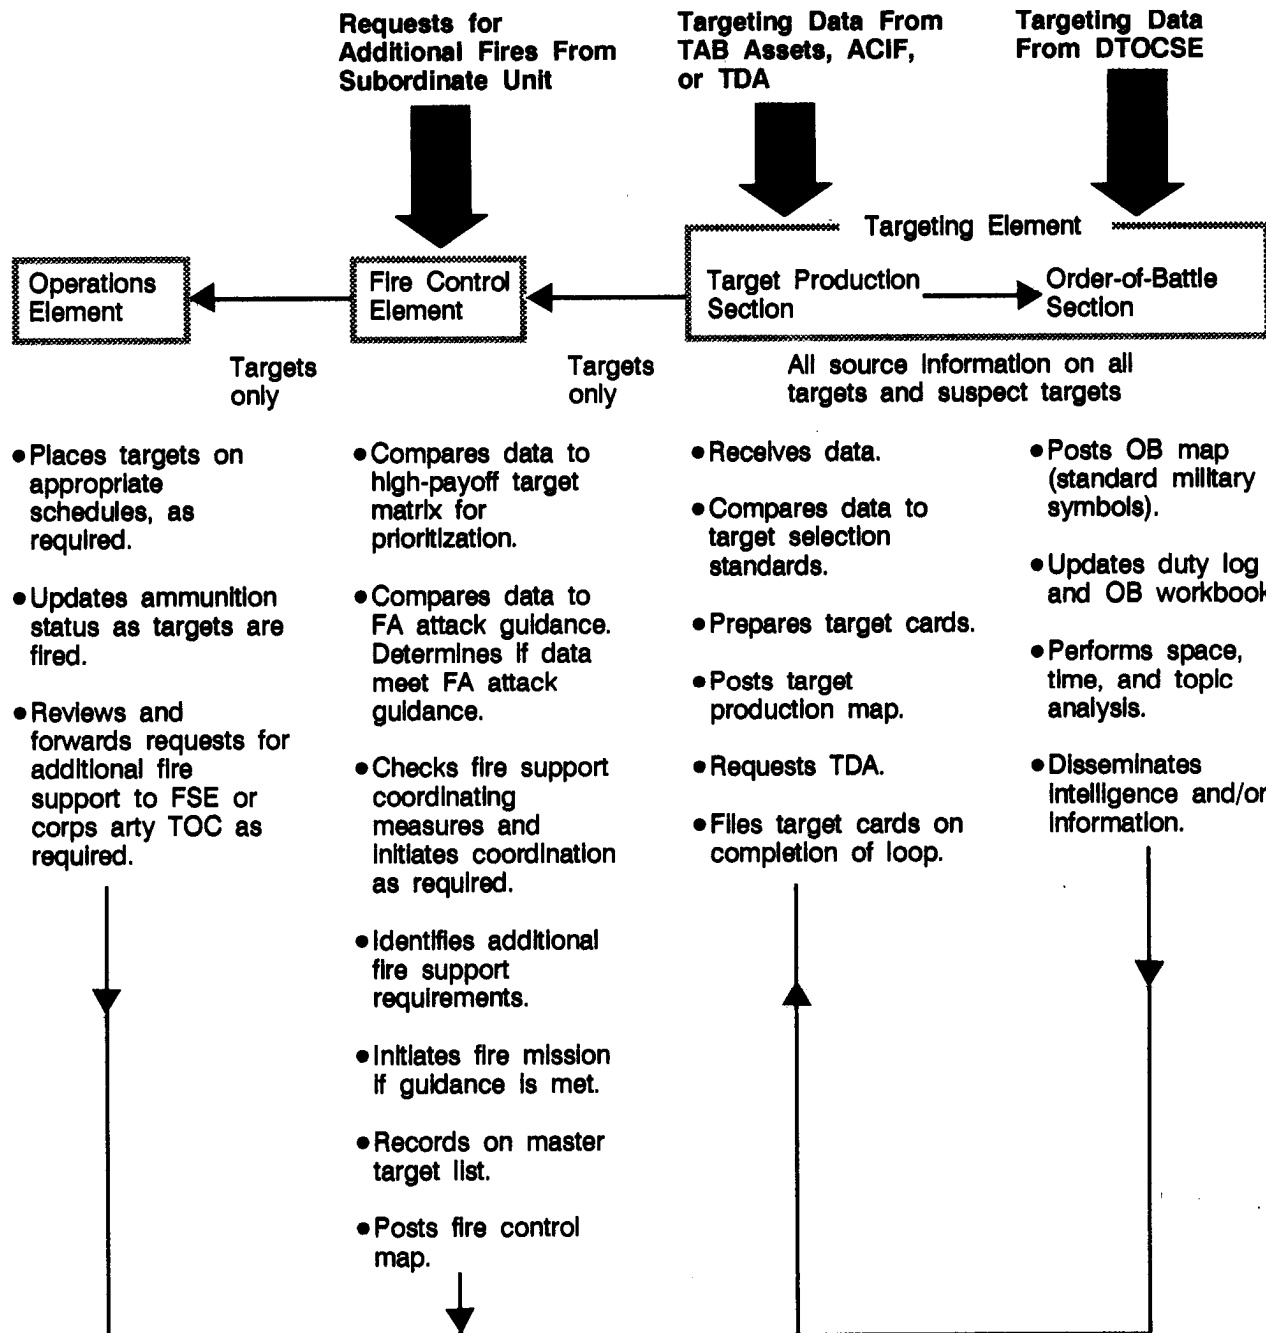 Requests for
Additional Fires From
Subordinate Unit
Targeting Data From
TAB Assets, ACIF,
or TDA
Targeting Data
From DTOCSE
Targeting Element
Operations
Element
Fire Control
Element
Target Production
Section
Order-of-Battle
Section
Targets
only
Targets
only
All source information on all
targets and suspect targets
●Places targets on
appropriate
schedules, as
required.
●Updates ammunition
status as targets are
fired.
●Reviews and
forwards requests for
additional fire
support to FSE or
corps arty TOC as
required.
●Compares data to
high-payoff target
matrix for
prioritization.
●Compares data to
FA attack guidance.
Determines if data
meet FA attack
guidance.
●Checks fire support
coordinating
measures and
initiates coordination
as required.
●Identifies additional
fire support
requirements.
●Initiates fire mission
if guidance is met.
●Records on master
target list.
●Posts fire control
map.
●Receives data.
●Compares data to
target selection
standards.
●Prepares target cards.
●Posts target
production map.
●Requests TDA.
●Files target cards on
completion of loop.
●Posts OB map
(standard military
symbols).
●Updates duty log
and OB workbook
●Performs space,
time, and topic
analysis.
●Disseminates
intelligence and/or
information.